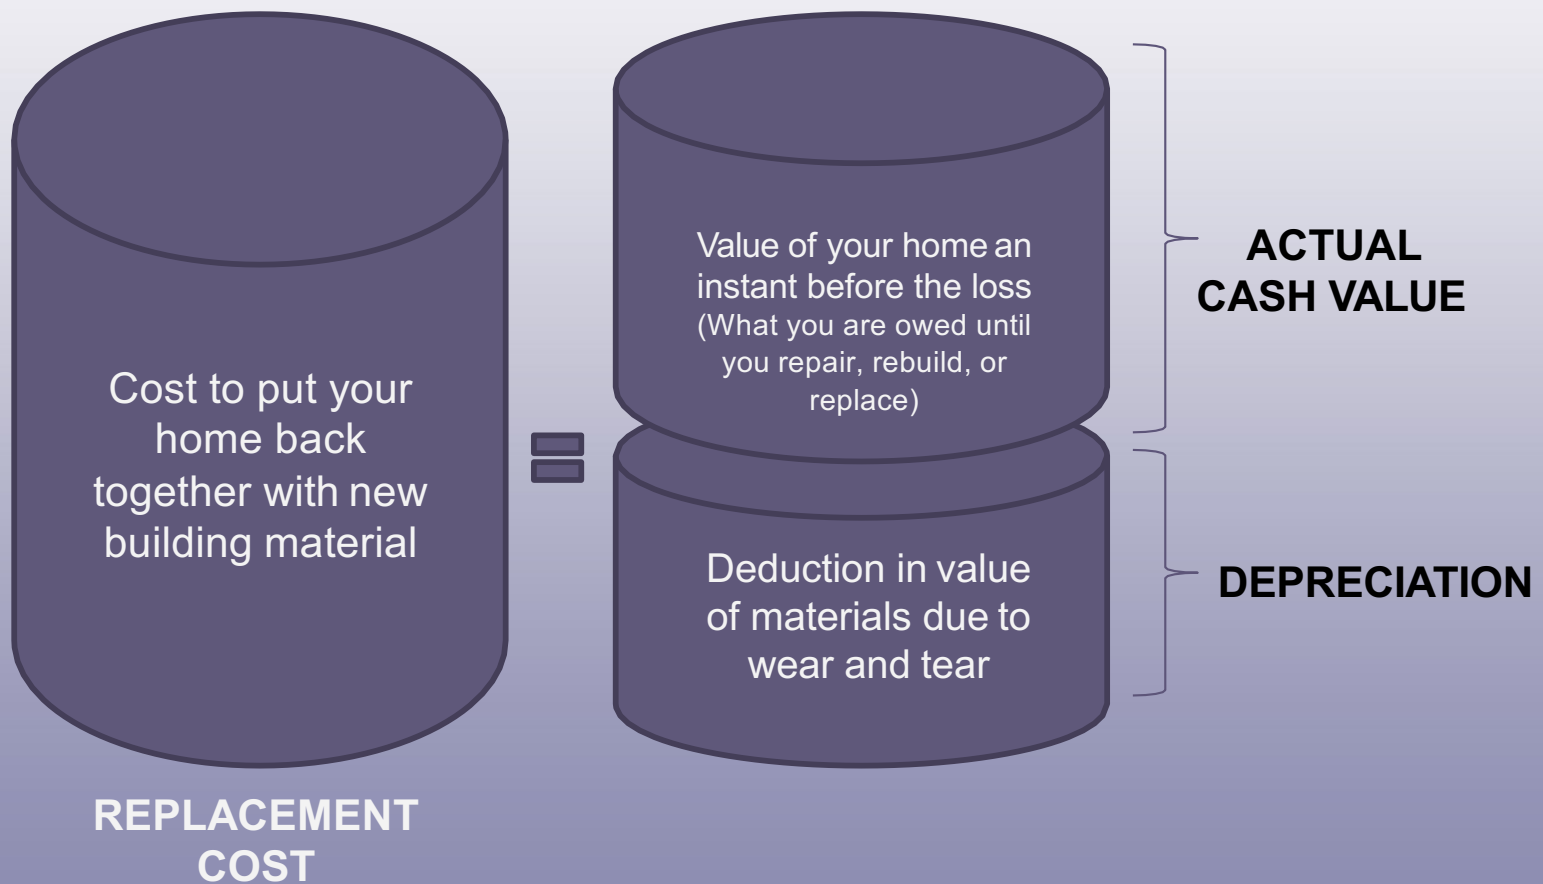 Cost to put your
home back
together with new
building material
REPLACEMENT
COST
Value of your home an
instant before the loss
(What you are owed until
you repair, rebuild, or
replace)
ACTUAL
CASH VALUE
Deduction in value
of materials due to
wear and tear
DEPRECIATION